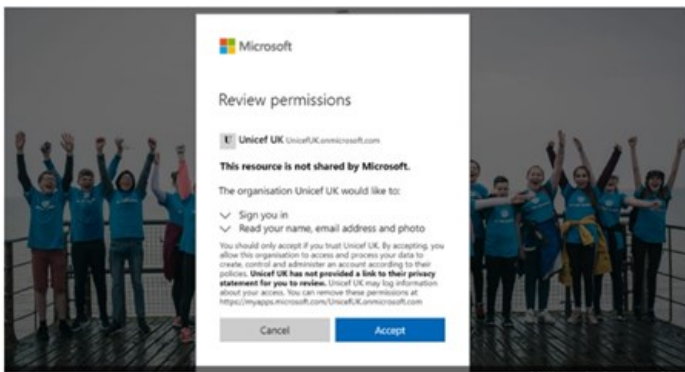 Microsoft
Review permissions
U Unicef UK UnicefUK.onmicrosoft.com
This resource is not shared by Microsoft.
The organisation Unicef UK would like to:
Sign you in
Read your name, email address and photo
You should only accept if you trust Unicef UK. By accepting, you
allow this organisation to access and process your data to
create, control and administer an account according to their
policies. Unicef UK has not provided a link to their privacy
statement for you to review. Unicef UK may log information
about your access. You can remove these permissions at
https://myapps.microsoft.com/UnicefUK.onmicrosoft.com
Cancel Accept